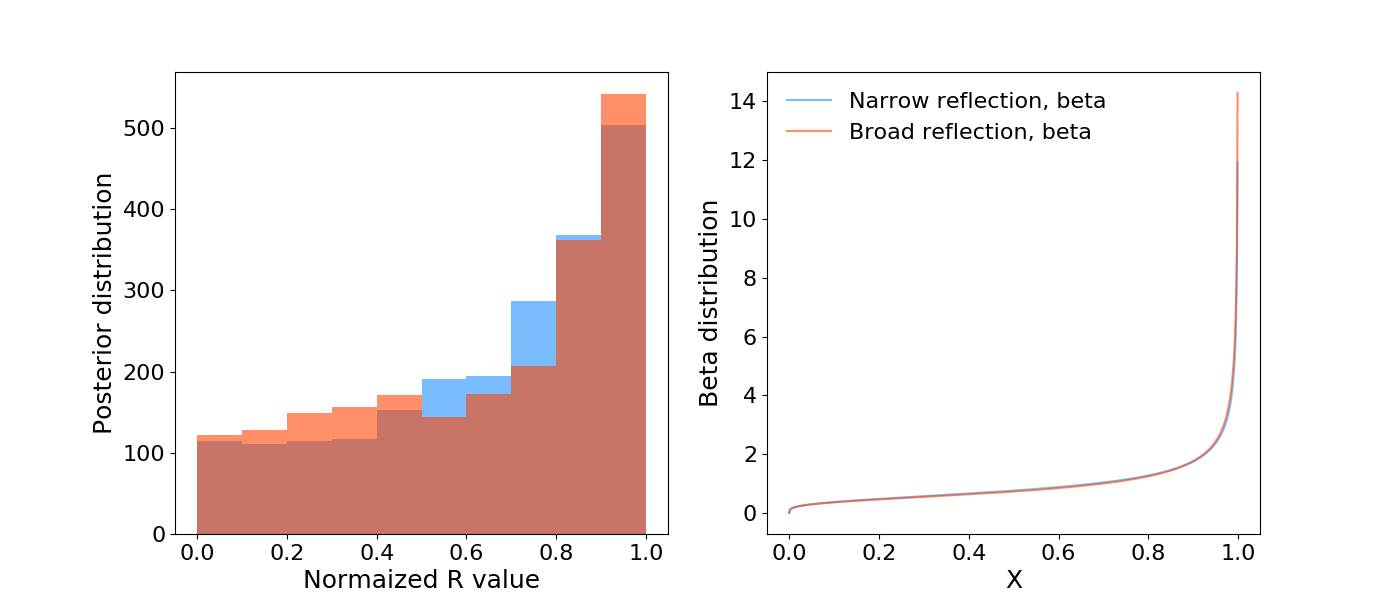 500
400
300
200
100
0
Posterior distribution
0.0 0.2 0.4 0.6 0.8 1.0
Normaized R value
Narrow reflection, beta
Broad reflection, beta
14
12
10
8
6
4
2
0
Beta distribution
0.0 0.2 0.4 0.6 0.8 1.0
X